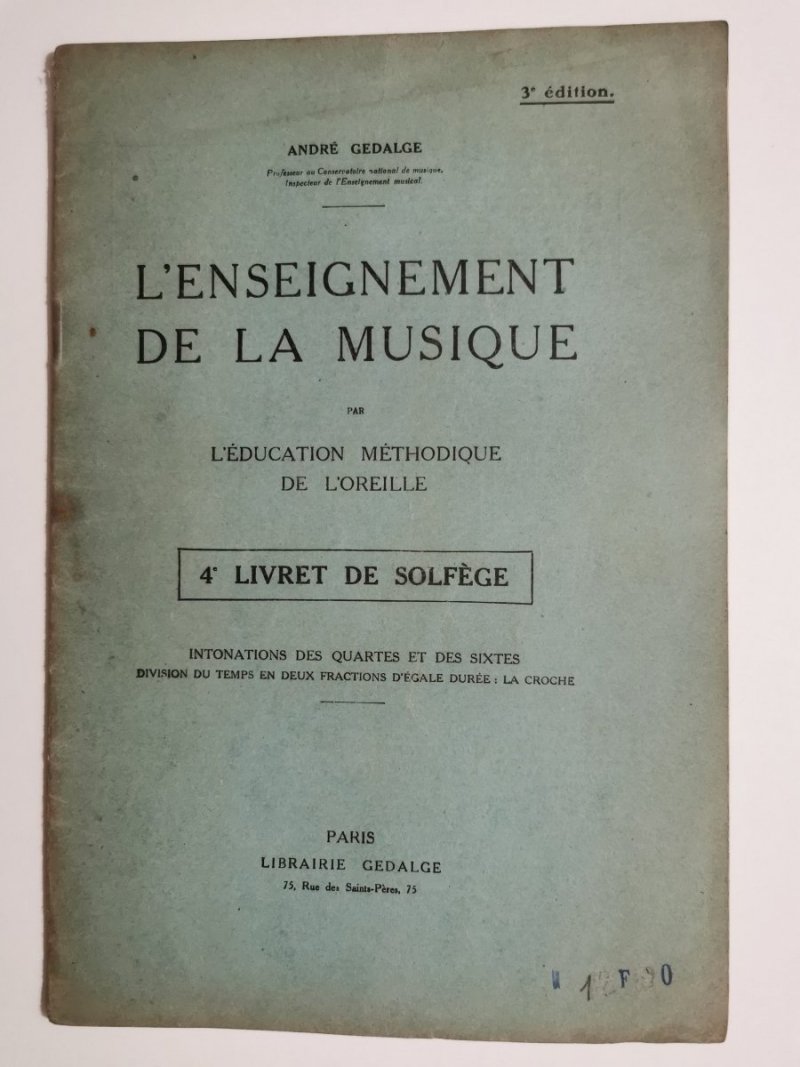 3ᵉ édition.
ANDRÉ GEDALGE
Professeur au Conservatoire national de musique,
Inspecteur de l'Enseignement musical.
L'ENSEIGNEMENT
DE LA MUSIQUE
PAR
L'ÉDUCATION MÉTHODIQUE
DE L'OREILLE
4ᵉ LIVRET DE SOLFÈGE
INTONATIONS DES QUARTES ET DES SIXTES
DIVISION DU TEMPS EN DEUX FRACTIONS D'ÉGALE DURÉE : LA CROCHE
PARIS
LIBRAIRIE GEDALGE
75, Rue des Saints-Pères, 75
F